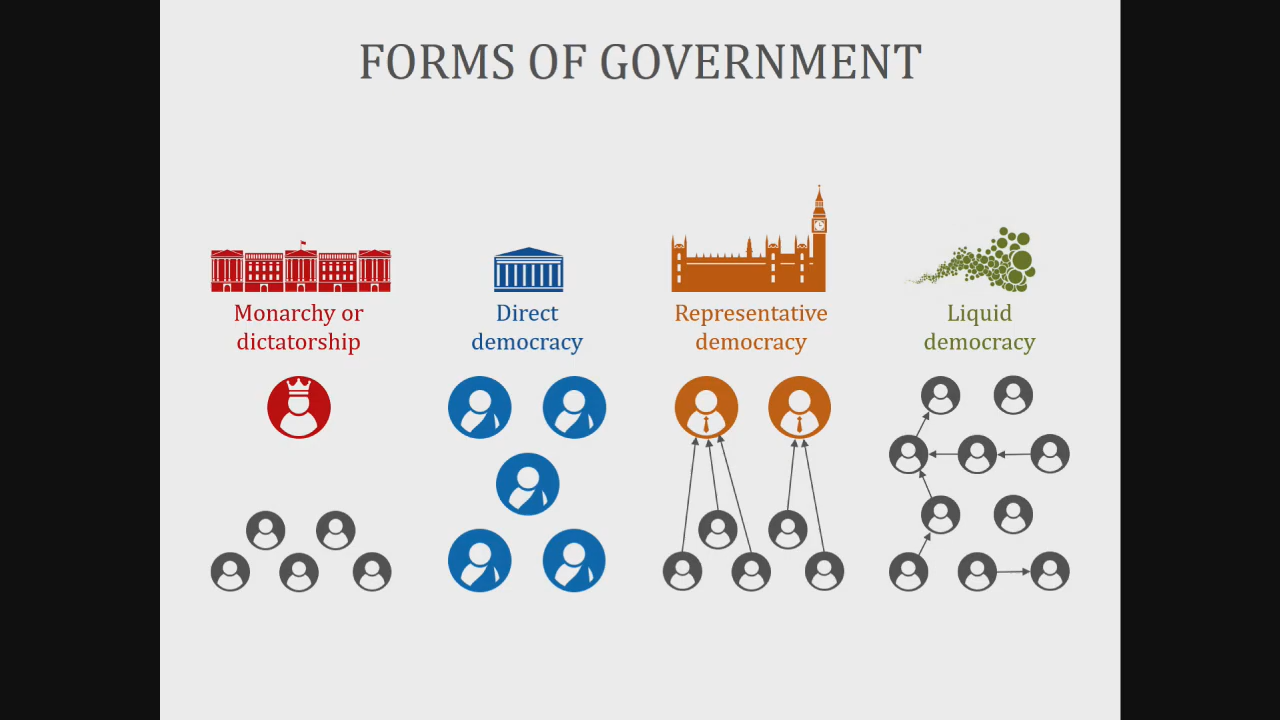 FORMS OF GOVERNMENT
Monarchy or
dictatorship
Direct
democracy
Representative
democracy
Liquid
democracy